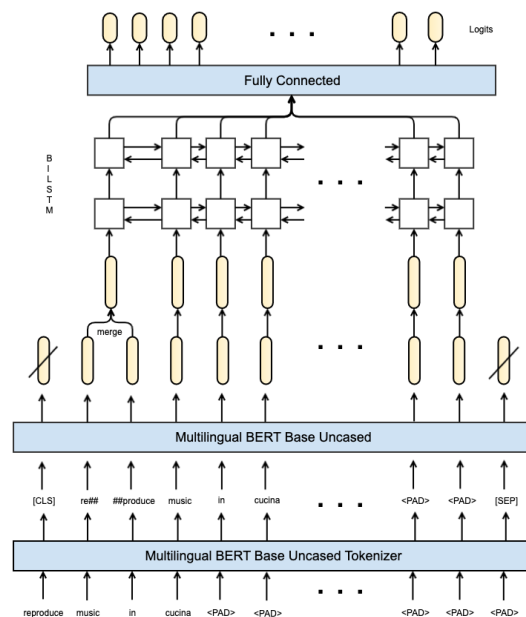 Logits
. . .
Fully Connected
BILSTM
. . .
merge
. . .
Multilingual BERT Base Uncased
[CLS] re## ##produce music in cucina . . . <PAD> <PAD> [SEP]
Multilingual BERT Base Uncased Tokenizer
reproduce music in cucina <PAD> <PAD> . . . <PAD> <PAD> <PAD>